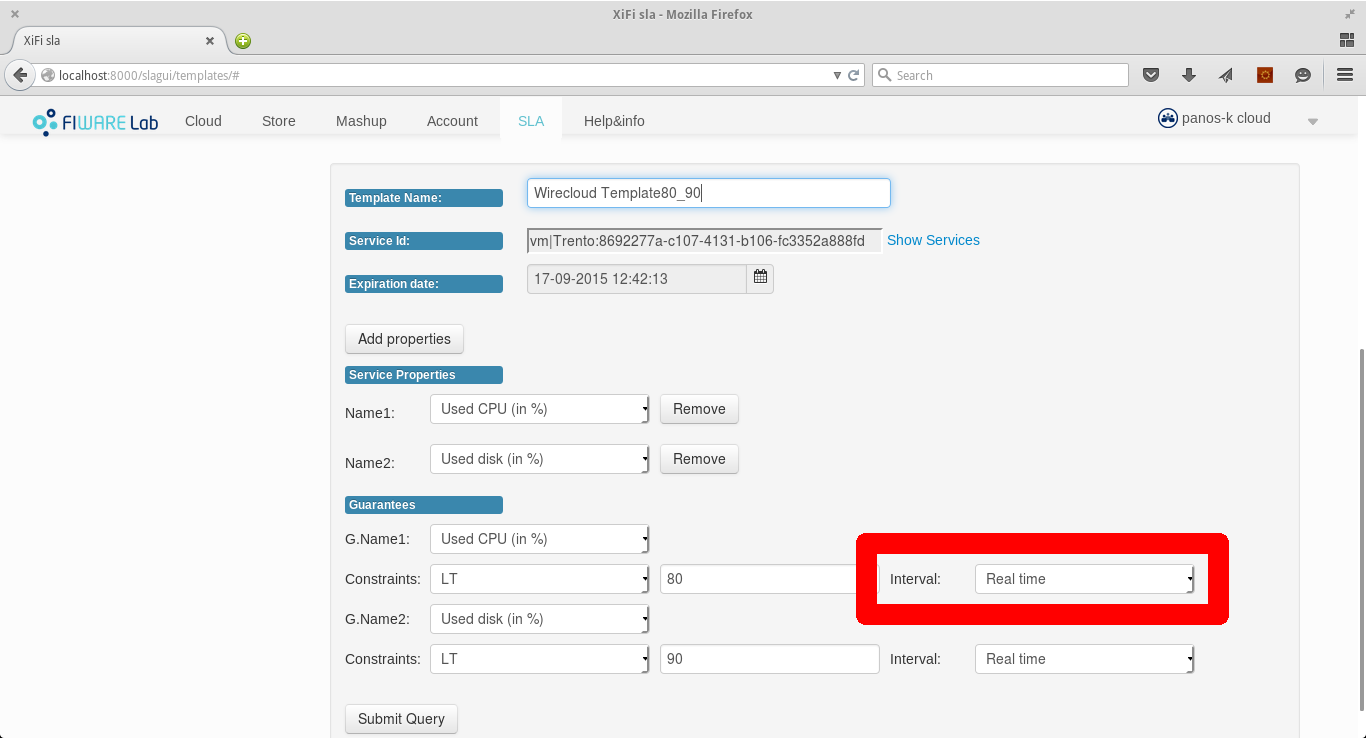 XiFi sla - Mozilla Firefox
XiFi sla
localhost:8000/slagui/templates/#
Search
FIWARE Lab Cloud Store Mashup Account SLA Help&info panos-k cloud
Template Name: Wirecloud Template80_90
Service Id: vm|Trento:8692277a-c107-4131-b106-fc3352a888fd Show Services
Expiration date: 17-09-2015 12:42:13
Add properties
Service Properties
Name1: Used CPU (in %) Remove
Name2: Used disk (in %) Remove
Guarantees
G.Name1: Used CPU (in %)
Constraints: LT 80 Interval: Real time
G.Name2: Used disk (in %)
Constraints: LT 90 Interval: Real time
Submit Query